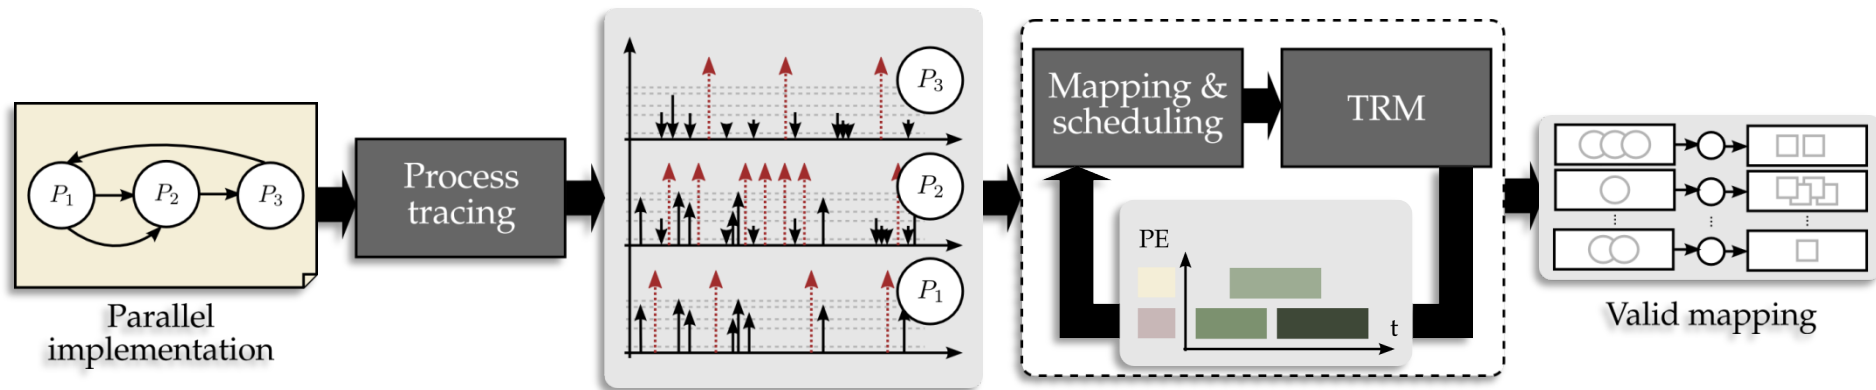 P₁
P₂
P₃
Parallel
implementation
Process
tracing
P₃
P₂
P₁
Mapping &
scheduling
TRM
PE
t
Valid mapping